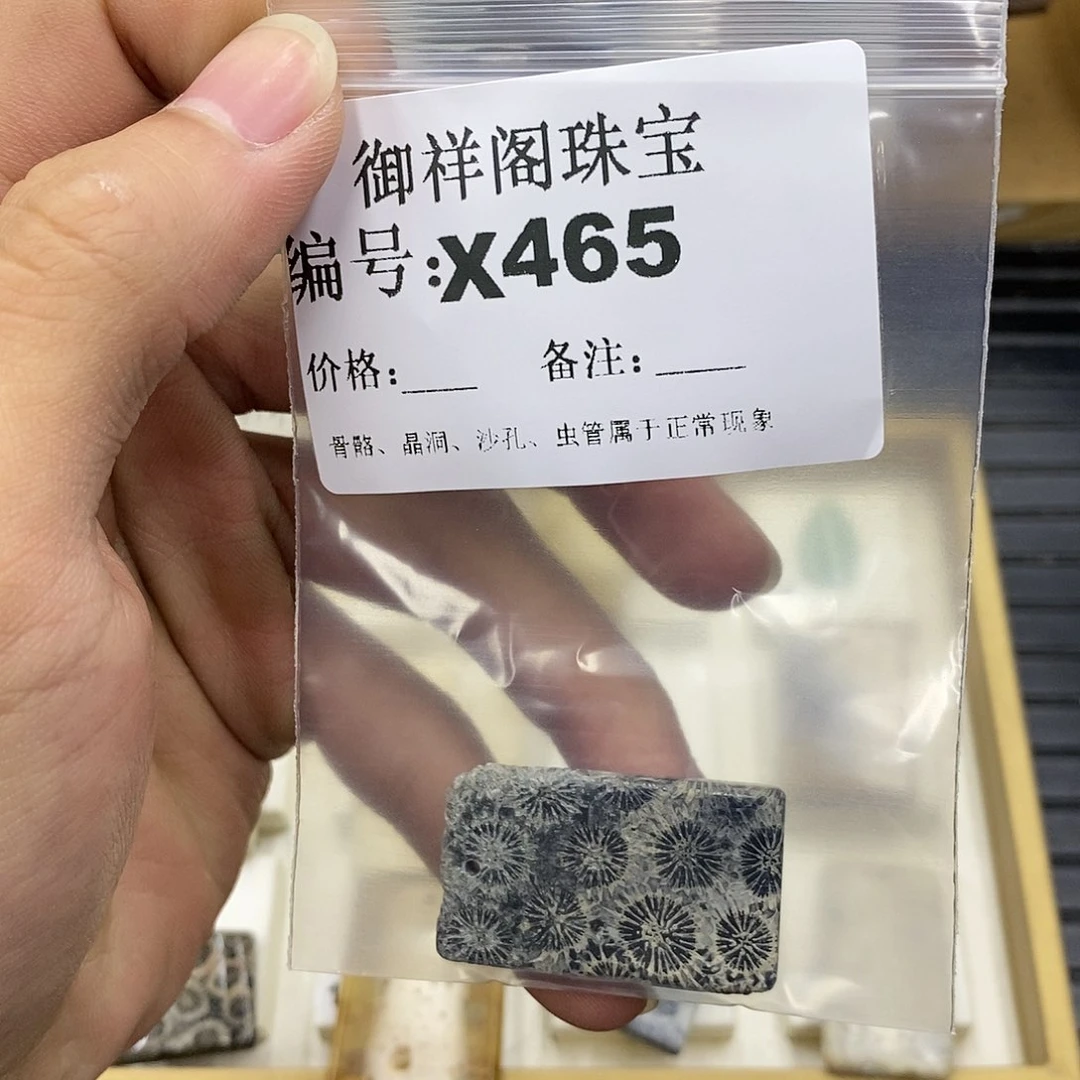 御祥阁珠宝
编号:X465
价格:___ 备注:____
骨骼、晶洞、沙孔、虫管属于正常现象